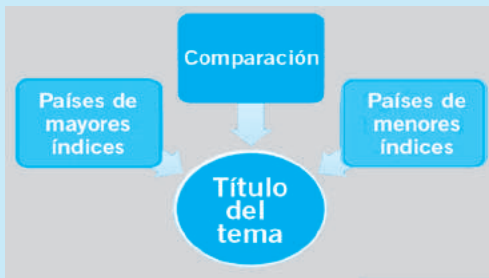 Comparación
Países de
mayores
índices
Países de
menores
índices
Título
del
tema